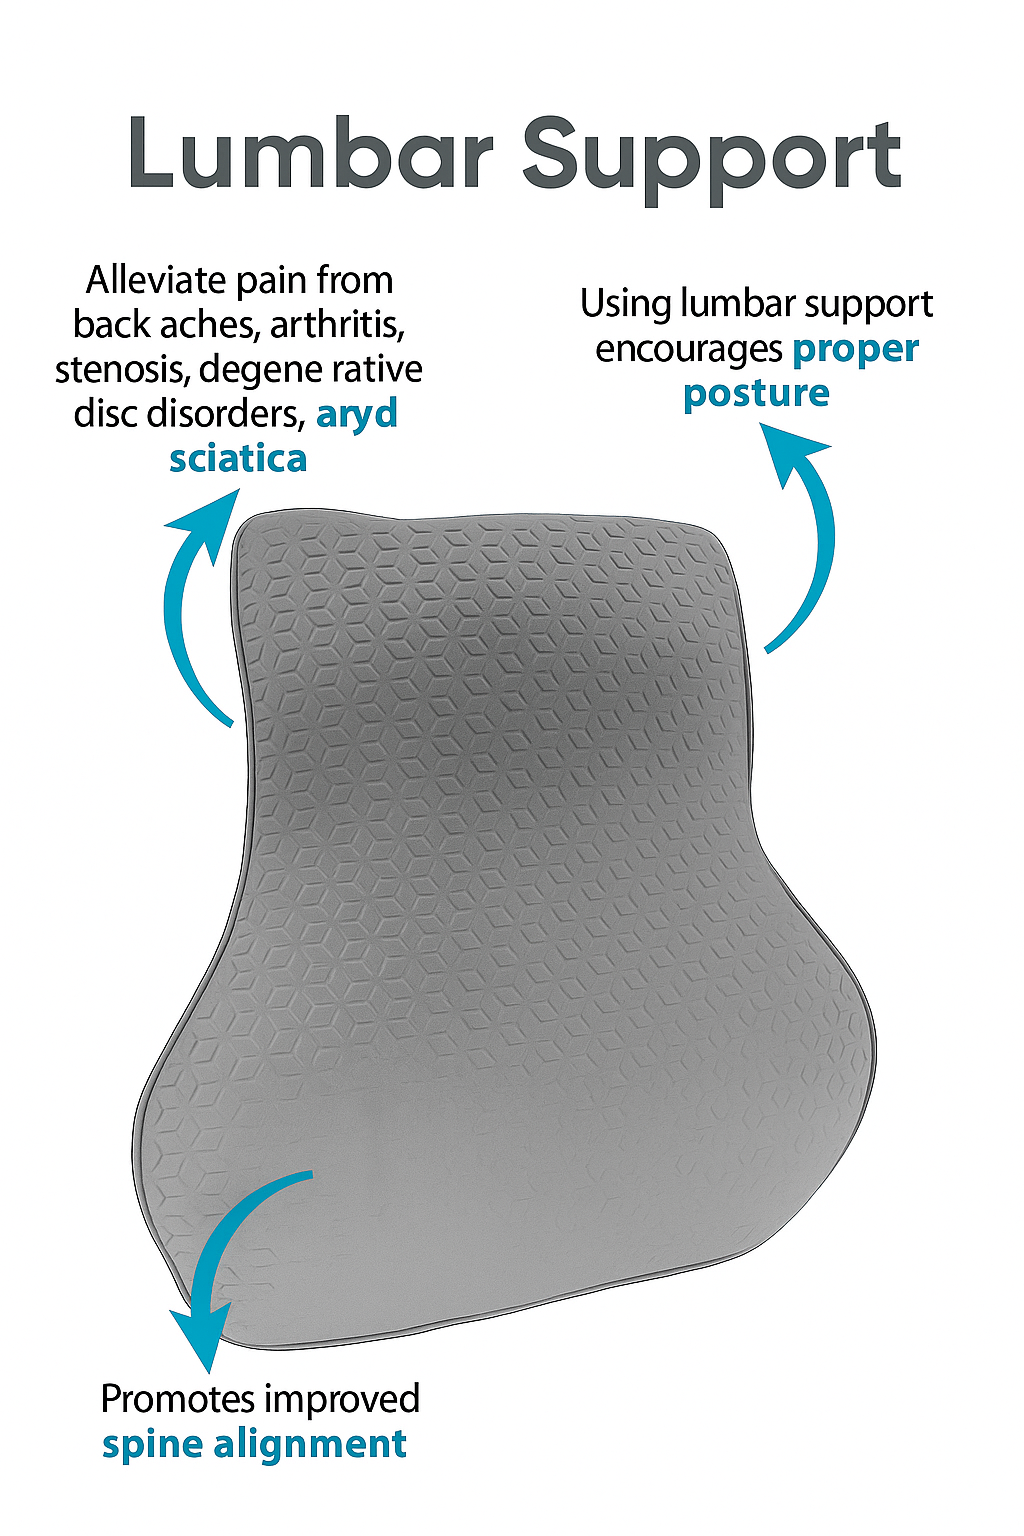 Lumbar Support
Alleviate pain from
back aches, arthritis,
stenosis, degene rative
disc disorders, aryd
sciatica
Using lumbar support
encourages proper
posture
Promotes improved
spine alignment